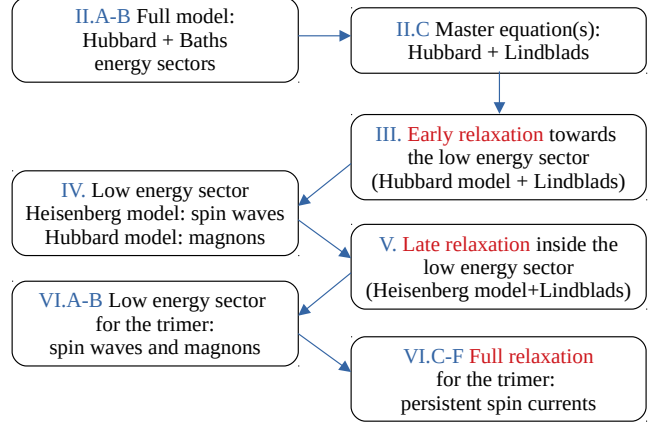 II.A-B Full model:
Hubbard + Baths
energy sectors
II.C Master equation(s):
Hubbard + Lindblads
III. Early relaxation towards
the low energy sector
(Hubbard model + Lindblads)
IV. Low energy sector
Heisenberg model: spin waves
Hubbard model: magnons
V. Late relaxation inside the
low energy sector
(Heisenberg model+Lindblads)
VI.A-B Low energy sector
for the trimer:
spin waves and magnons
VI.C-F Full relaxation
for the trimer:
persistent spin currents